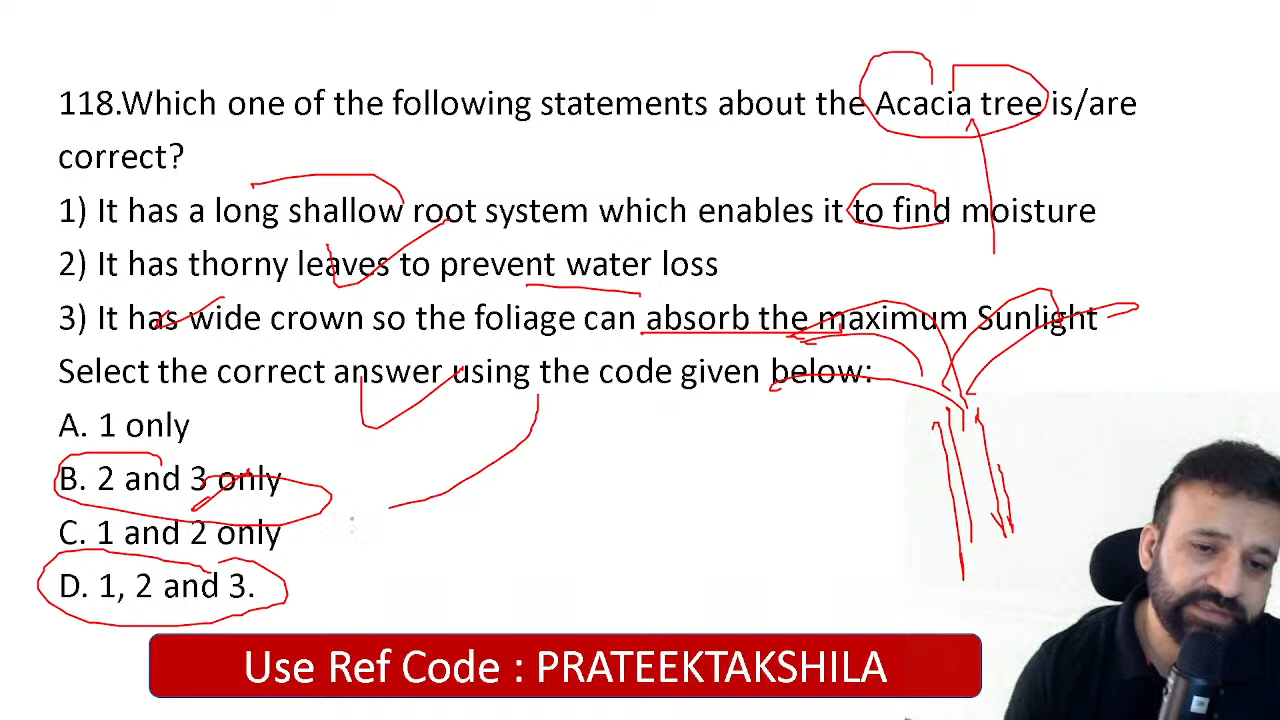 118.Which one of the following statements about the Acacia tree is/are
correct?
1) It has a long shallow root system which enables it to find moisture
2) It has thorny leaves to prevent water loss
3) It has wide crown so the foliage can absorb the maximum Sunlight
Select the correct answer using the code given below:
A. 1 only
B. 2 and 3 only
C. 1 and 2 only
D. 1, 2 and 3.
Use Ref Code : PRATEEKTAKSHILA